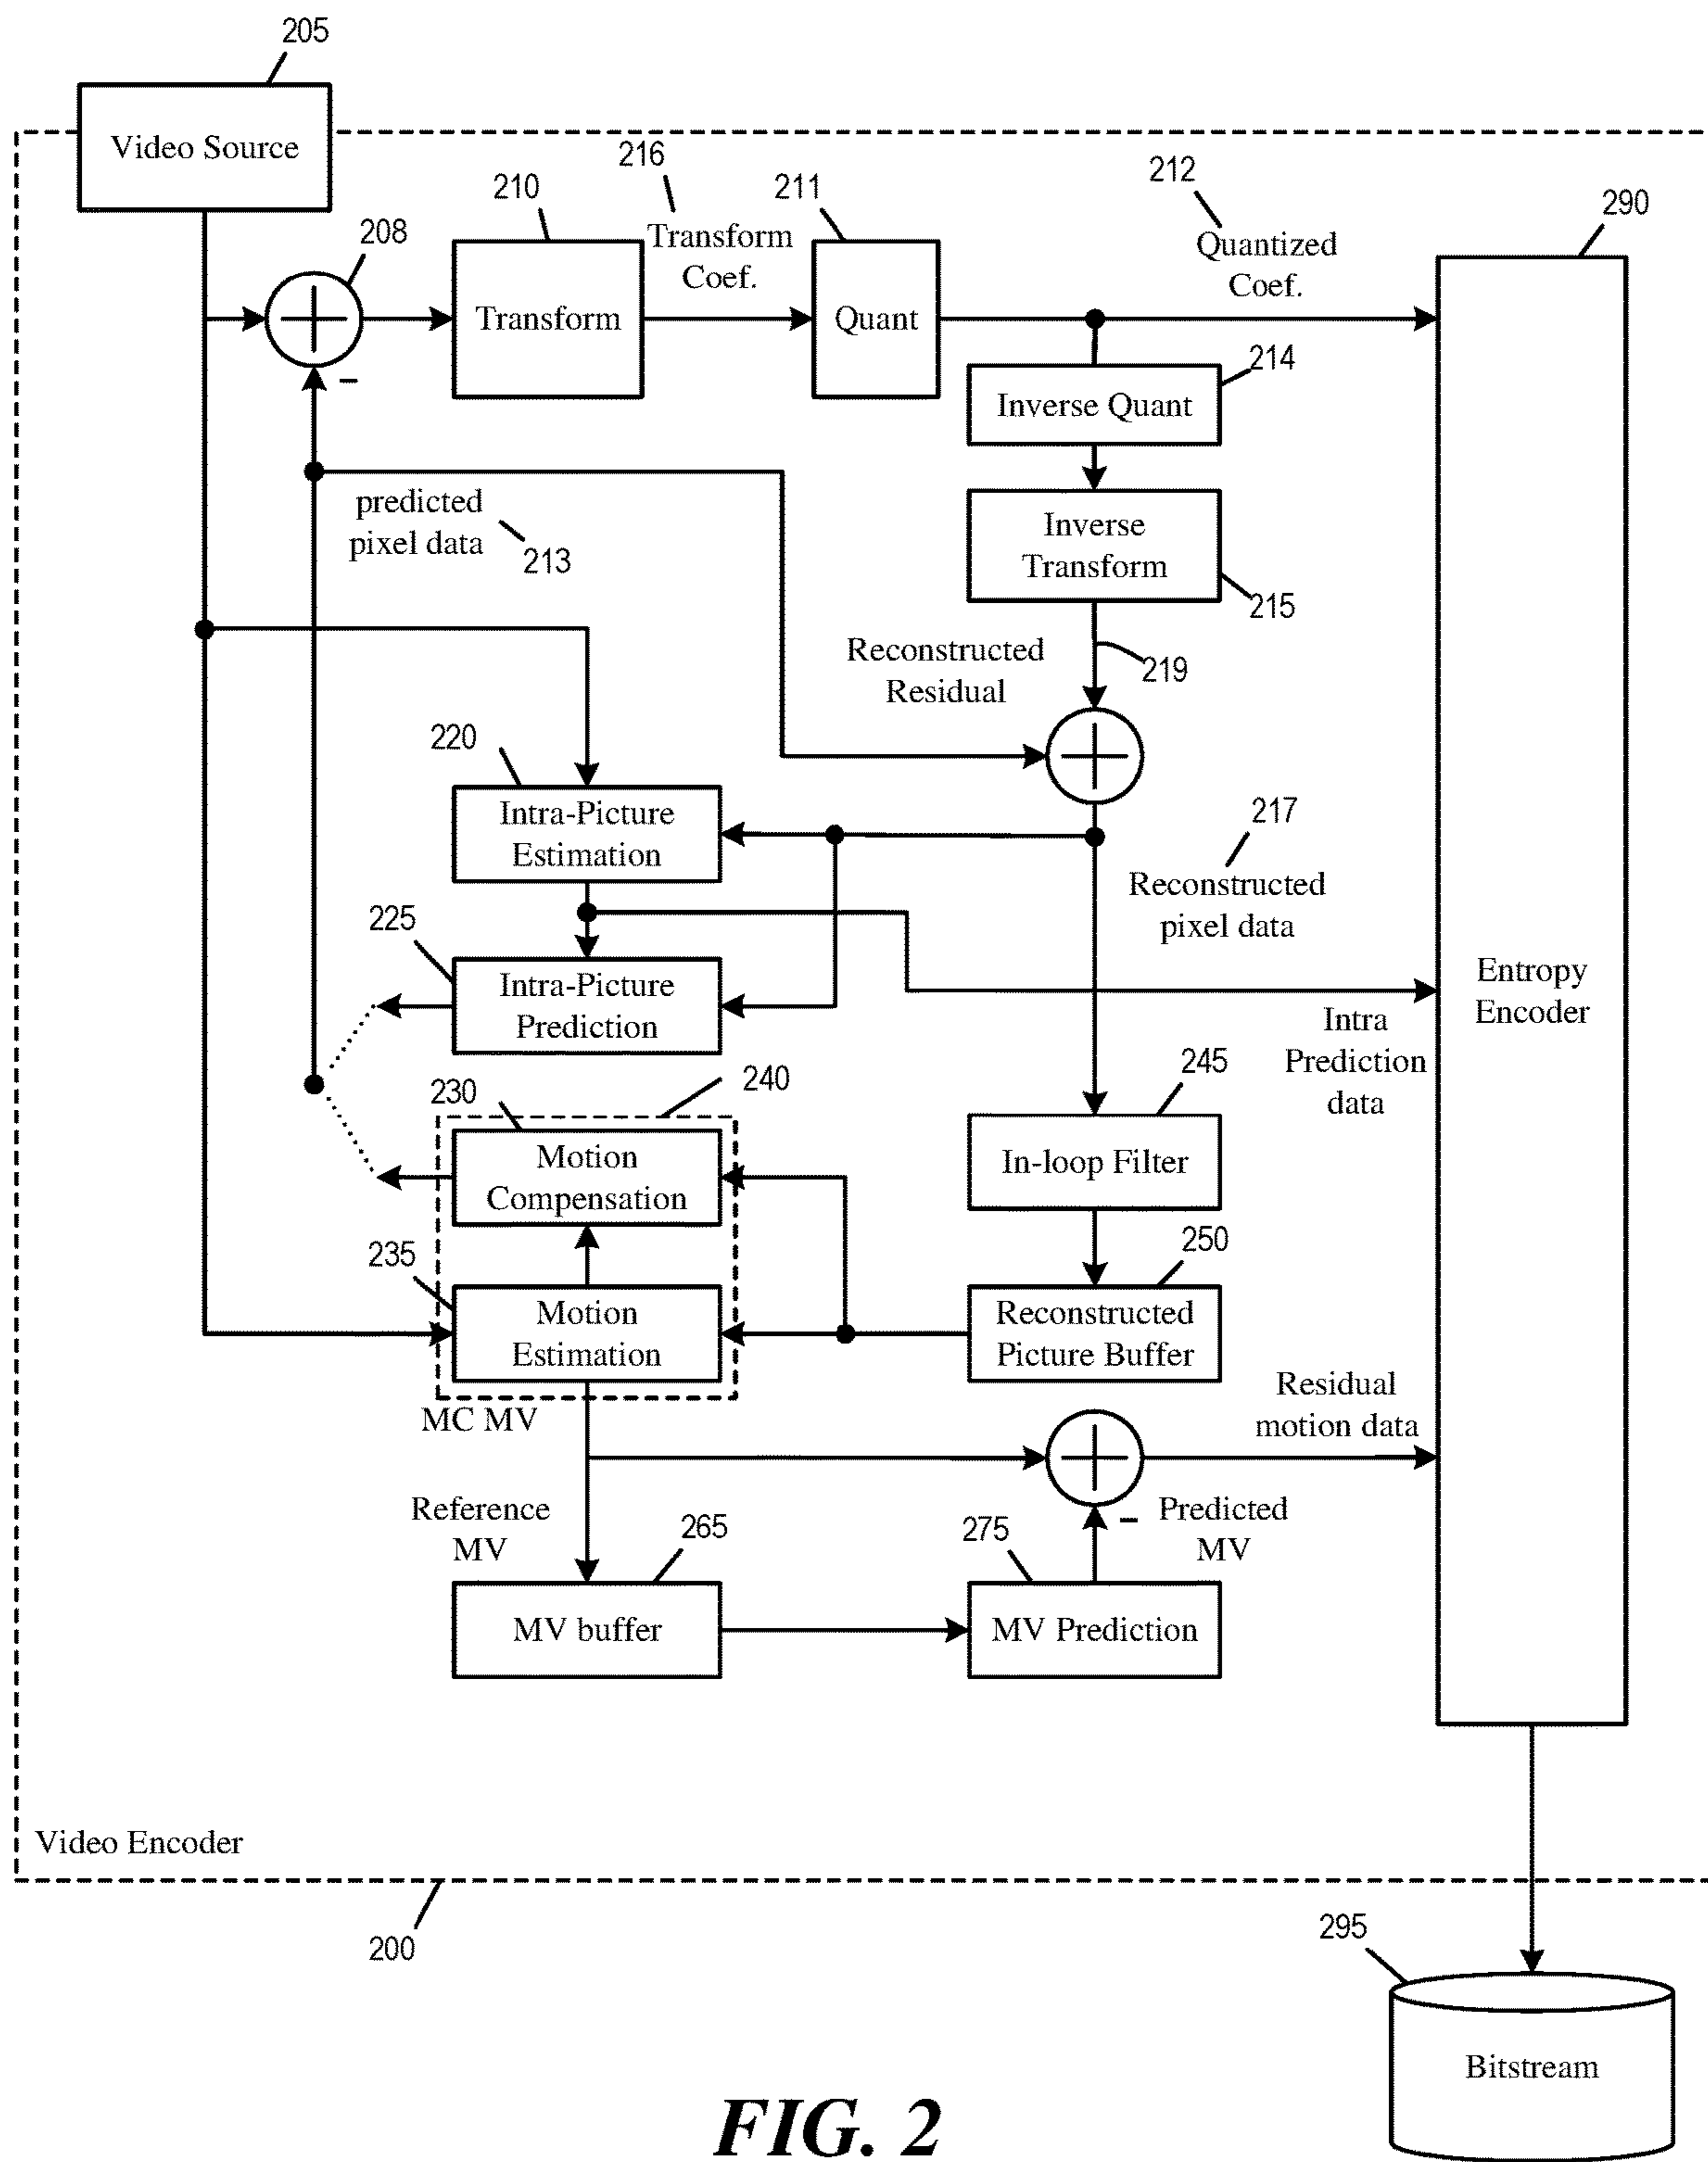 205
Video Source
208
210
216
Transform
Coef.
211
212
Quantized
Coef.
290
Transform
Quant
-
214
Inverse Quant
predicted
pixel data
213
Inverse
Transform
215
Reconstructed
Residual
219
220
Intra-Picture
Estimation
217
Reconstructed
pixel data
225
Intra-Picture
Prediction
Entropy
Encoder
Intra
Prediction
data
230
240
245
Motion
Compensation
In-loop Filter
235
250
Motion
Estimation
Reconstructed
Picture Buffer
MC MV
Residual
motion data
Reference
MV
265
275
-
Predicted
MV
MV buffer
MV Prediction
Video Encoder
200
295
Bitstream
FIG. 2